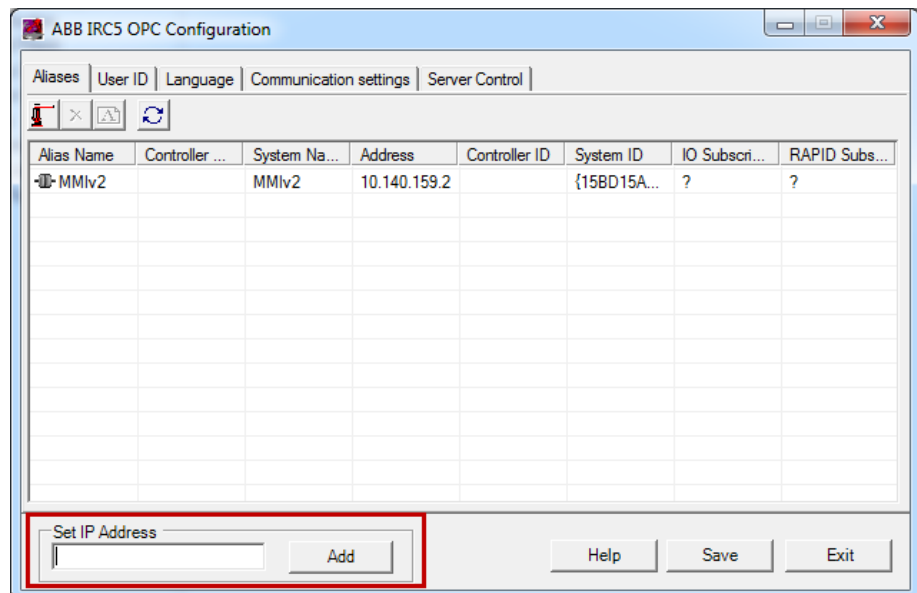 ABB IRC5 OPC Configuration
Aliases User ID Language Communication settings Server Control
Alias Name Controller ... System Na... Address Controller ID System ID IO Subscri... RAPID Subs...
MMIv2 MMIv2 10.140.159.2 {15BD15A... ? ?
Set IP Address
Add Help Save Exit